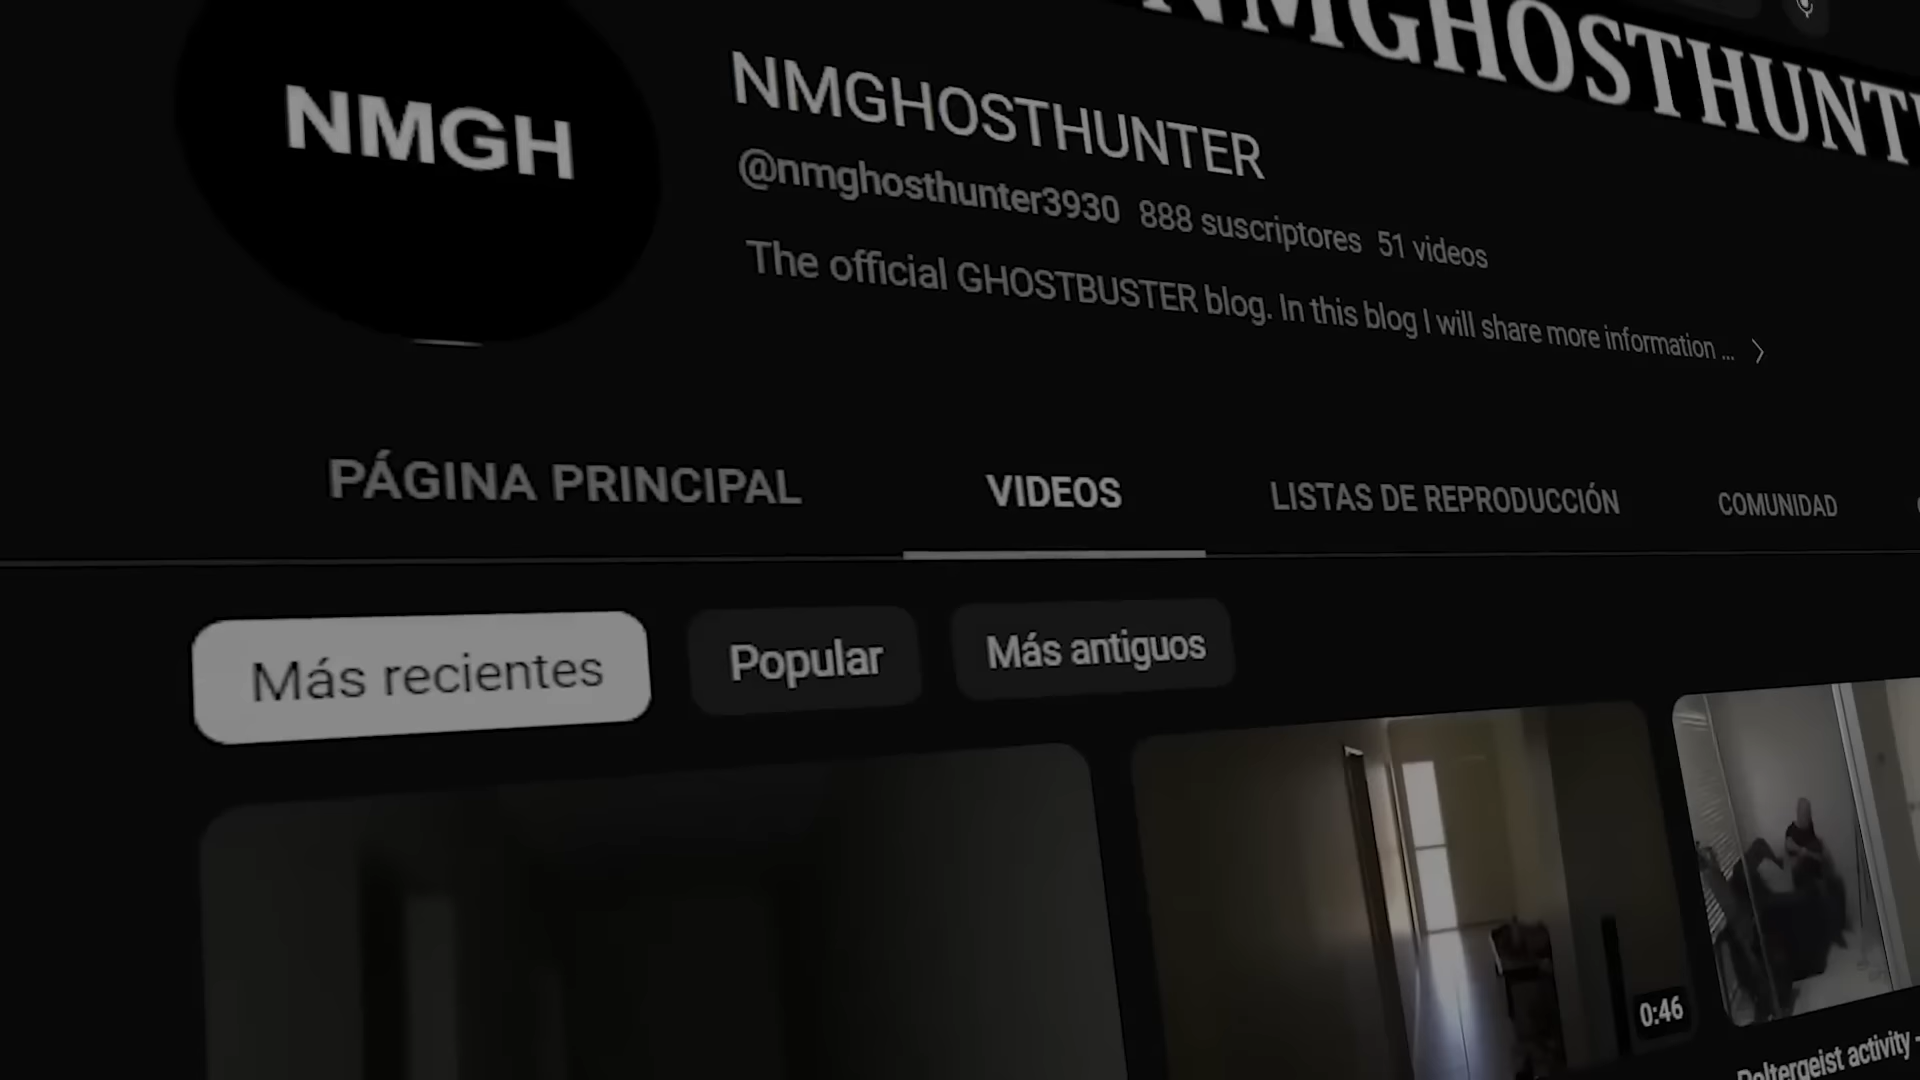 NMGHOSTHUNT
NMGH
NMGHOSTHUNTER
@nmghosthunter3930 888 suscriptores 51 videos
The official GHOSTBUSTER blog. In this blog I will share more information ...
PÁGINA PRINCIPAL VIDEOS LISTAS DE REPRODUCCIÓN COMUNIDAD
Más recientes Popular Más antiguos
0:46
Poltergeist activity -